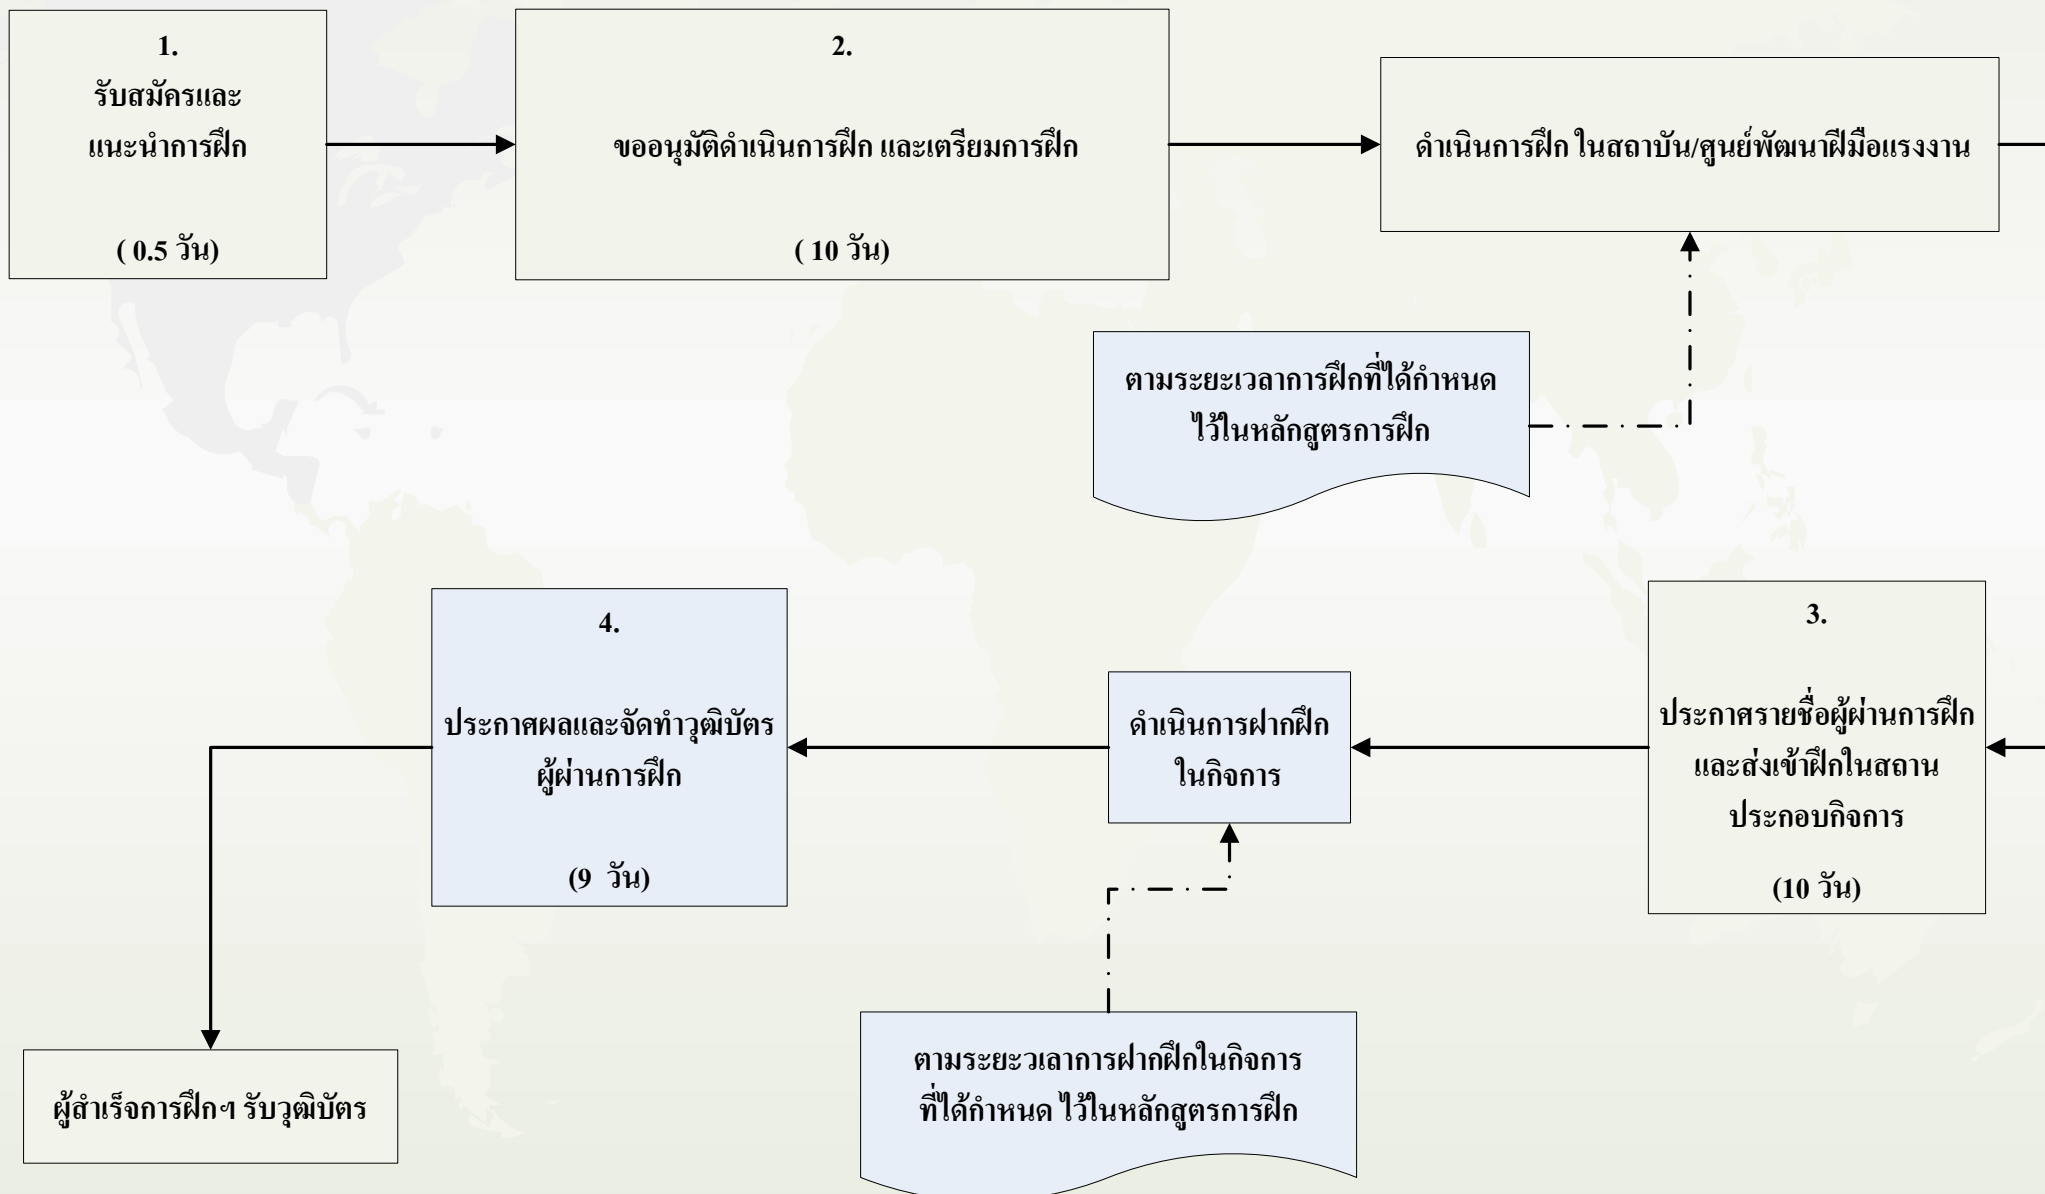 1.
รับสมัครและ
แนะนำการฝึก
( 0.5 วัน)
2.
ขออนุมัติดำเนินการฝึก และเตรียมการฝึก
( 10 วัน)
ดำเนินการฝึก ในสถาบัน/ศูนย์พัฒนาฝีมือแรงงาน
ตามระยะเวลาการฝึกที่ได้กำหนด
ไว้ในหลักสูตรการฝึก
3.
ประกาศรายชื่อผู้ผ่านการฝึก
และส่งเข้าฝึกในสถาน
ประกอบกิจการ
(10 วัน)
ดำเนินการฝากฝึก
ในกิจการ
4.
ประกาศผลและจัดทำวุฒิบัตร
ผู้ผ่านการฝึก
(9 วัน)
ตามระยะวเลาการฝากฝึกในกิจการ
ที่ได้กำหนด ไว้ในหลักสูตรการฝึก
ผู้สำเร็จการฝึกฯ รับวุฒิบัตร